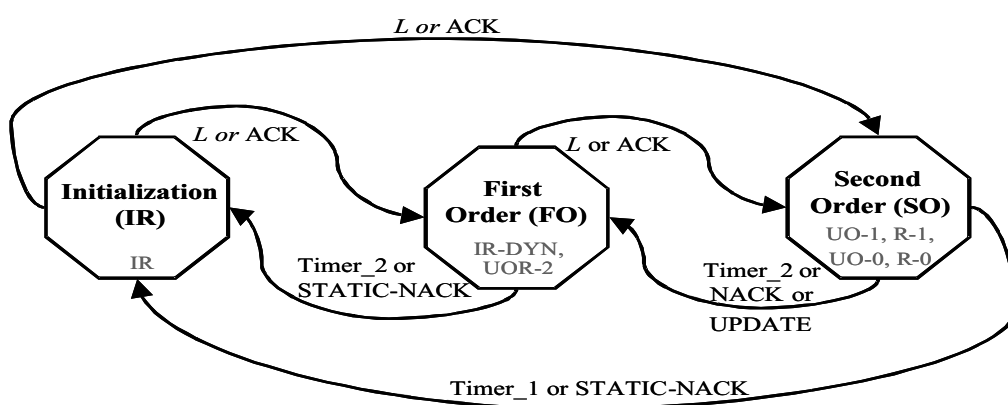 L or ACK
L or ACK
L or ACK
Initialization
(IR)
IR
First
Order (FO)
IR-DYN,
UOR-2
Second
Order (SO)
UO-1, R-1,
UO-0, R-0
Timer_2 or
STATIC-NACK
Timer_2 or
NACK or
UPDATE
Timer_1 or STATIC-NACK